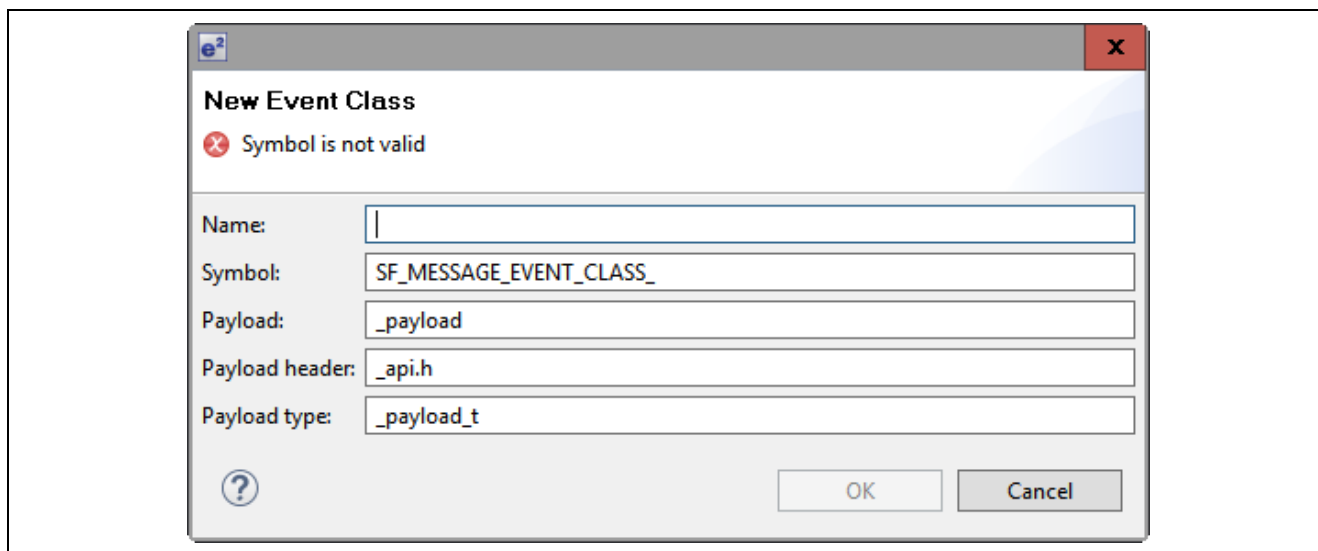 e²
x
New Event Class
Symbol is not valid
Name:
Symbol: SF_MESSAGE_EVENT_CLASS_
Payload: _payload
Payload header: _api.h
Payload type: _payload_t
? OK Cancel